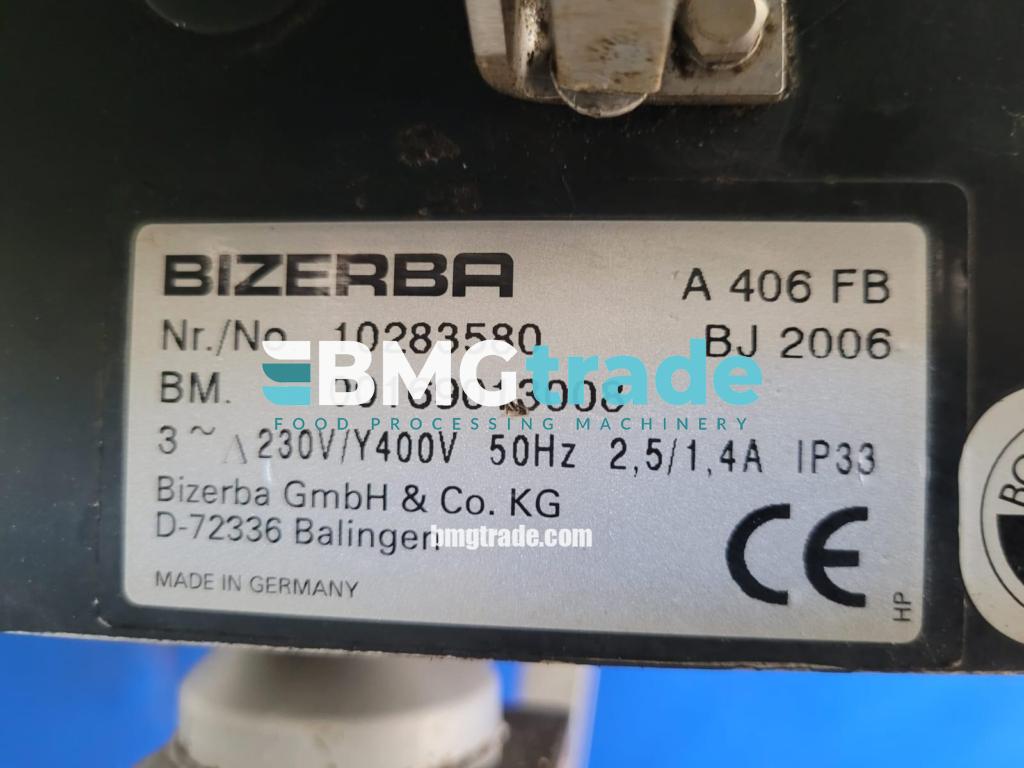 BIZERBA A 406 FB
Nr./No. 10283580 BJ 2006
BM.
BMGtrade
FOOD PROCESSING MACHINERY
3 ~ Δ 230V/Y400V 50Hz 2,5/1,4A IP33
Bizerba GmbH & Co. KG
D-72336 Balingen
bmgtrade.com
MADE IN GERMANY
CE
HP